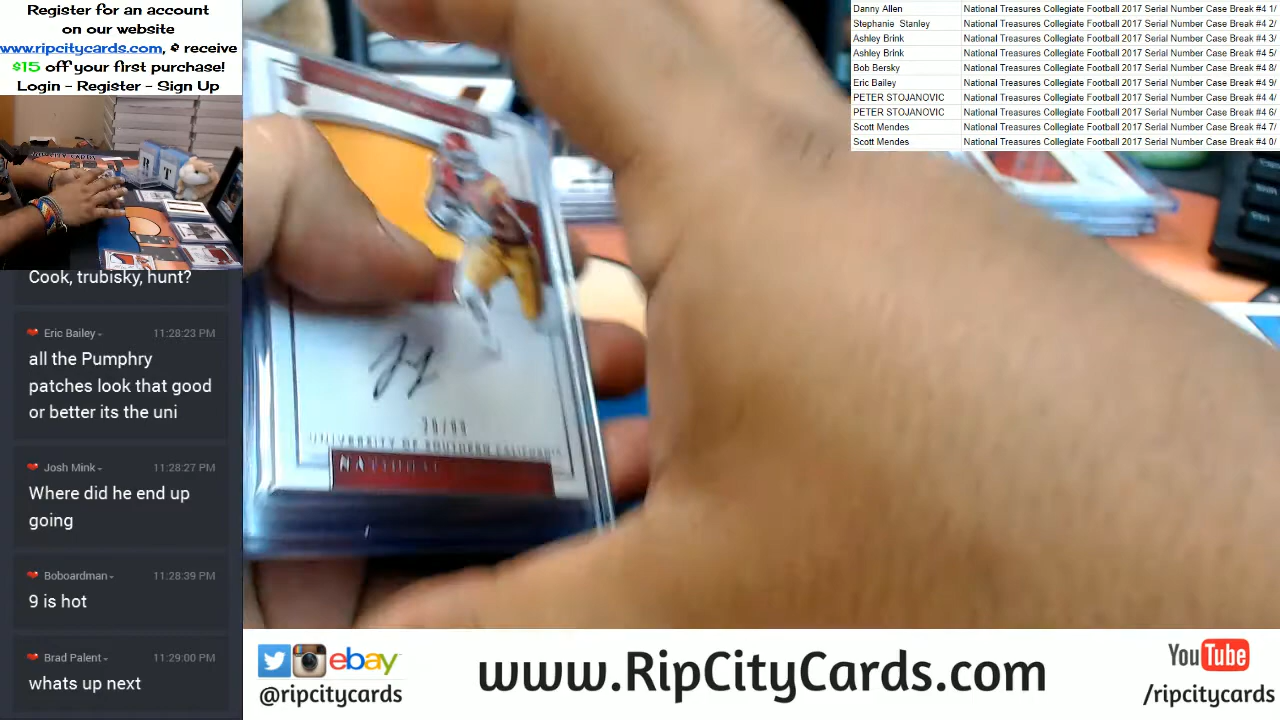 Register for an account
on our website
www.ripcitycards.com, & receive
$15 off your first purchase!
Login - Register - Sign Up
Danny Allen National Treasures Collegiate Football 2017 Serial Number Case Break #4 1/
Stephanie Stanley National Treasures Collegiate Football 2017 Serial Number Case Break #4 2/
Ashley Brink National Treasures Collegiate Football 2017 Serial Number Case Break #4 3/
Ashley Brink National Treasures Collegiate Football 2017 Serial Number Case Break #4 5/
Bob Bersky National Treasures Collegiate Football 2017 Serial Number Case Break #4 8/
Eric Bailey National Treasures Collegiate Football 2017 Serial Number Case Break #4 9/
PETER STOJANOVIC National Treasures Collegiate Football 2017 Serial Number Case Break #4 4/
PETER STOJANOVIC National Treasures Collegiate Football 2017 Serial Number Case Break #4 6/
Scott Mendes National Treasures Collegiate Football 2017 Serial Number Case Break #4 7/
Scott Mendes National Treasures Collegiate Football 2017 Serial Number Case Break #4 0/
Cook, trubisky, hunt?
Eric Bailey 11:28:23 PM
all the Pumphry
patches look that good
or better its the uni
Josh Mink 11:28:27 PM
Where did he end up
going
Boboardman 11:28:39 PM
9 is hot
Brad Palent 11:29:00 PM
whats up next
UNIVERSITY OF SOUTHERN CALIFORNIA
NATIONAL
ebay
@ripcitycards
www.RipCityCards.com
YouTube
/ripcitycards